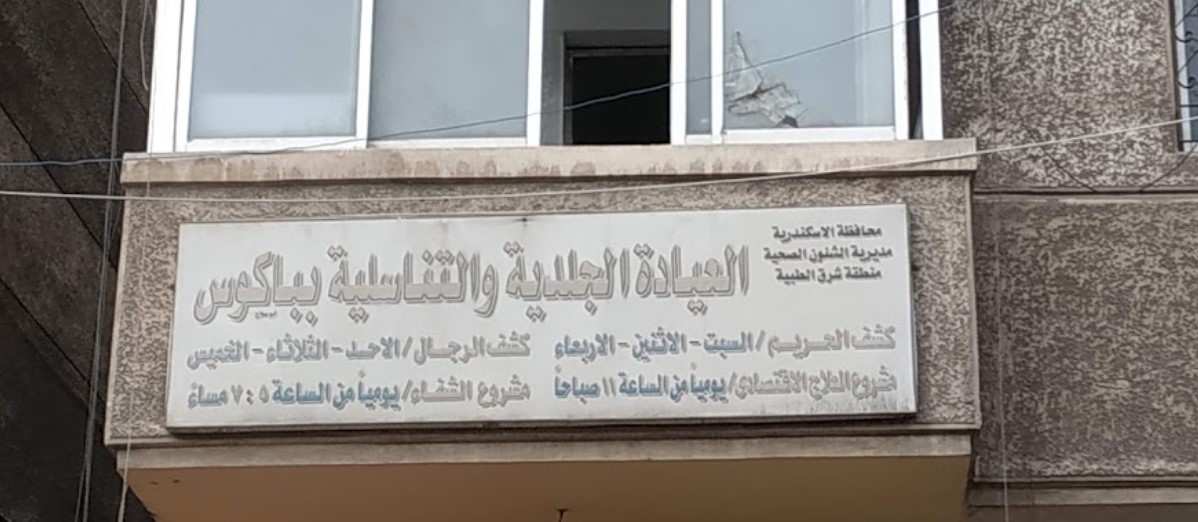 محافظة الاسكندرية
مديرية الشئون الصحية
منطقة شرق الطبية
العيادة الجلدية والتناسلية بباكوس
كشف الحريم / السبت - الاثنين - الاربعاء
كشف الرجال / الاحد - الثلاثاء - الخميس
مشروع العلاج الاقتصادى / يومياً من الساعة ١١ صباحاً
مشروع الشفاء / يومياً من الساعة ٥ : ٧ مساءً